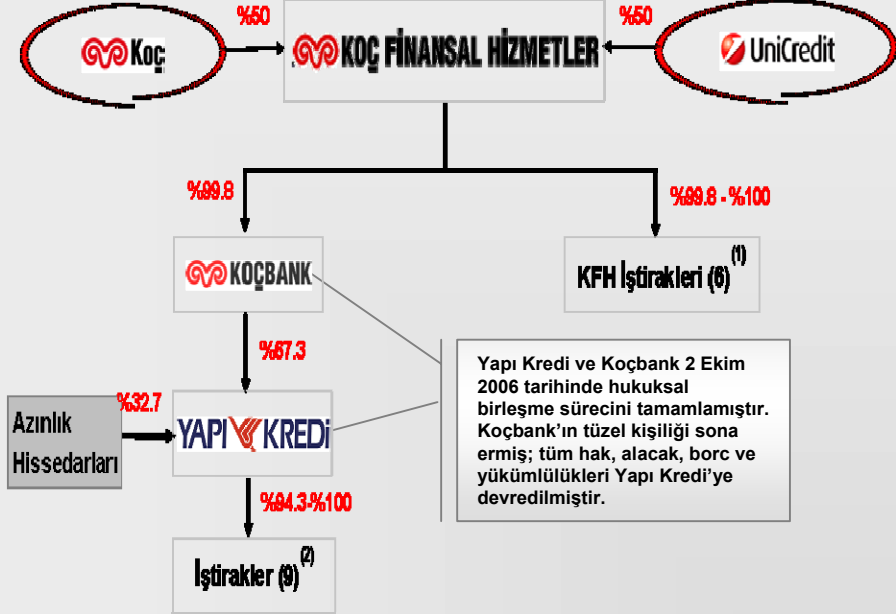 %50
%50
Koç
KOÇ FİNANSAL HİZMETLER
UniCredit
%99.8
%99.8 - %100
KOÇBANK
KFH İştirakleri (6) (1)
%67.3
Yapı Kredi ve Koçbank 2 Ekim
2006 tarihinde hukuksal
birleşme sürecini tamamlamıştır.
Koçbank’ın tüzel kişiliği sona
ermiş; tüm hak, alacak, borc ve
yükümlülükleri Yapı Kredi’ye
devredilmiştir.
%32.7
Azınlık
Hissedarları
YAPI KREDi
%94.3-%100
İştirakler (9) (2)